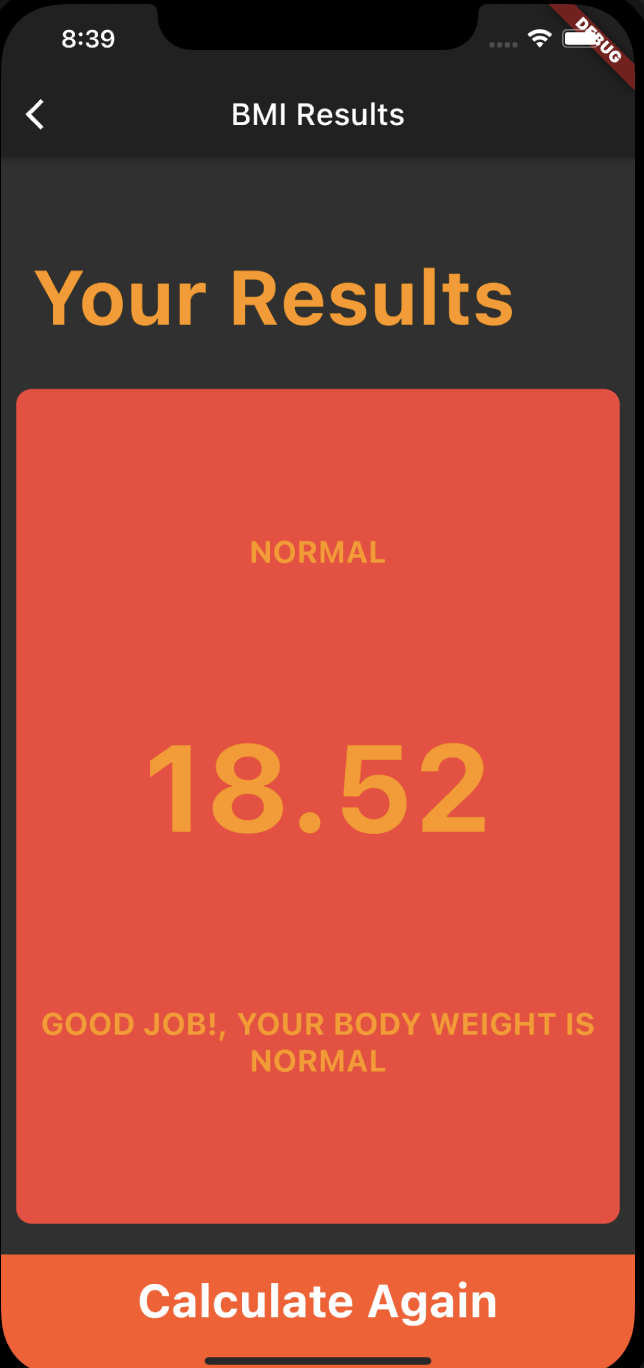 8:39
DEBUG
BMI Results
Your Results
NORMAL
18.52
GOOD JOB!, YOUR BODY WEIGHT IS
NORMAL
Calculate Again